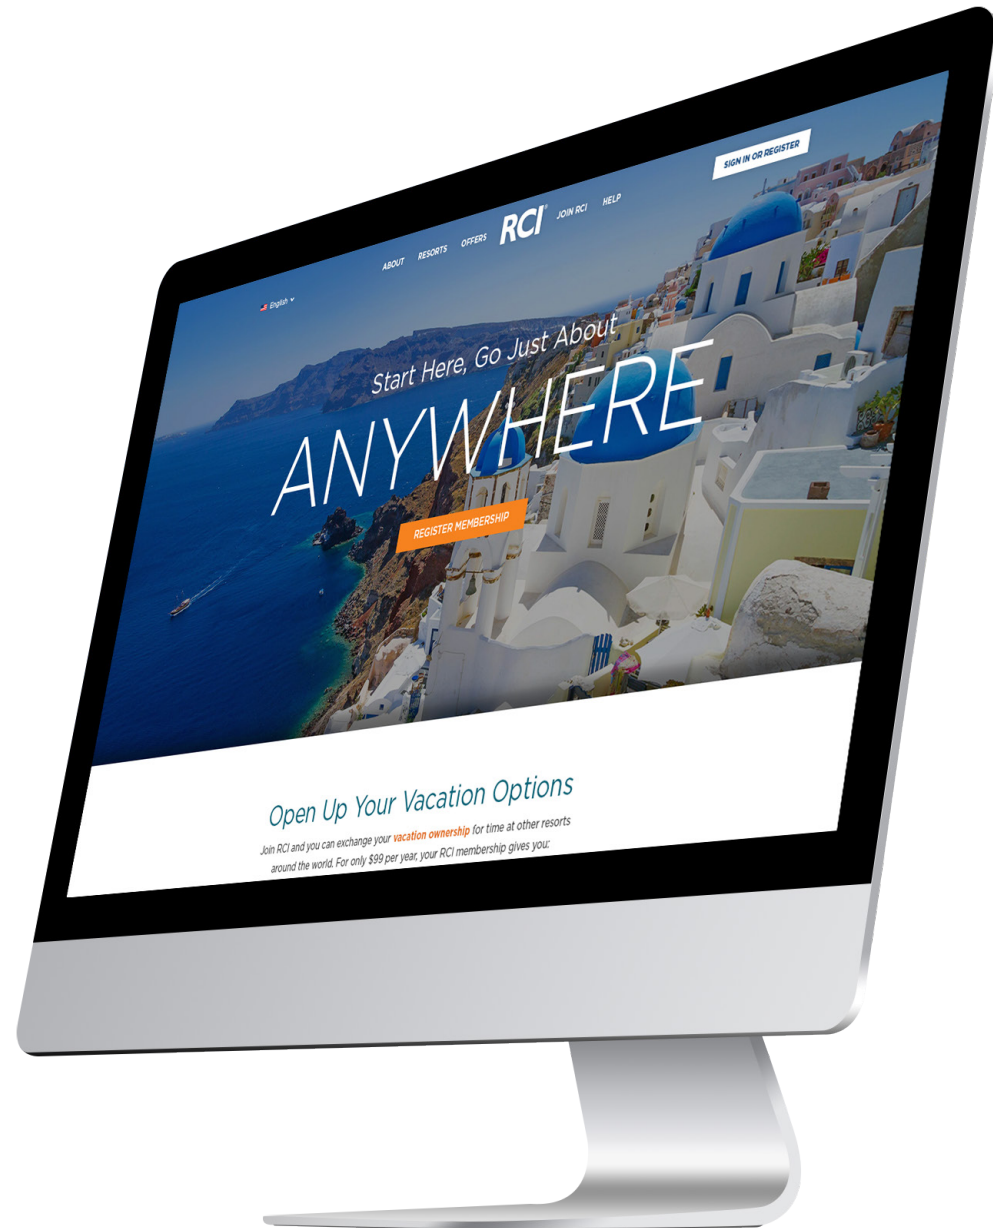 SIGN IN OR REGISTER
ABOUT RESORTS OFFERS RCI® JOIN RCI HELP
English
Start Here, Go Just About
ANYWHERE
REGISTER MEMBERSHIP
Open Up Your Vacation Options
Join RCI and you can exchange your vacation ownership for time at other resorts
around the world. For only $99 per year, your RCI membership gives you: